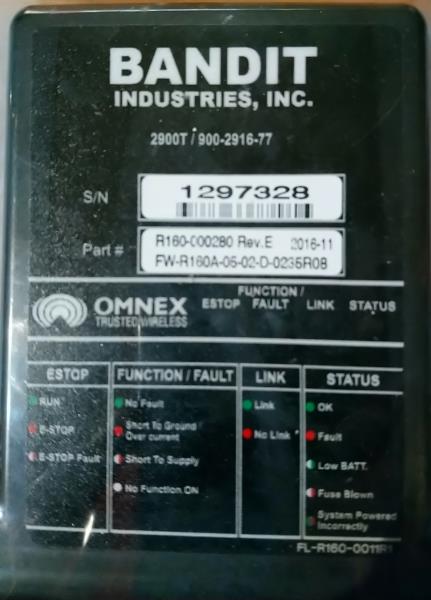 BANDIT
INDUSTRIES, INC.
2900T / 900-2916-77
S/N 1297328
Part # R160-000280 Rev.E 2016-11
FW-R160A-05-02-D-0235R08
OMNEX
TRUSTED WIRELESS
ESTOP FUNCTION / FAULT LINK STATUS
ESTOP FUNCTION / FAULT LINK STATUS
RUN No Fault Link OK
E-STOP Short To Ground / Over current No Link * Fault
E-STOP Fault Short To Supply Low BATT.
No Function ON Fuse Blown
System Powered Incorrectly
FL-R160-0011R1